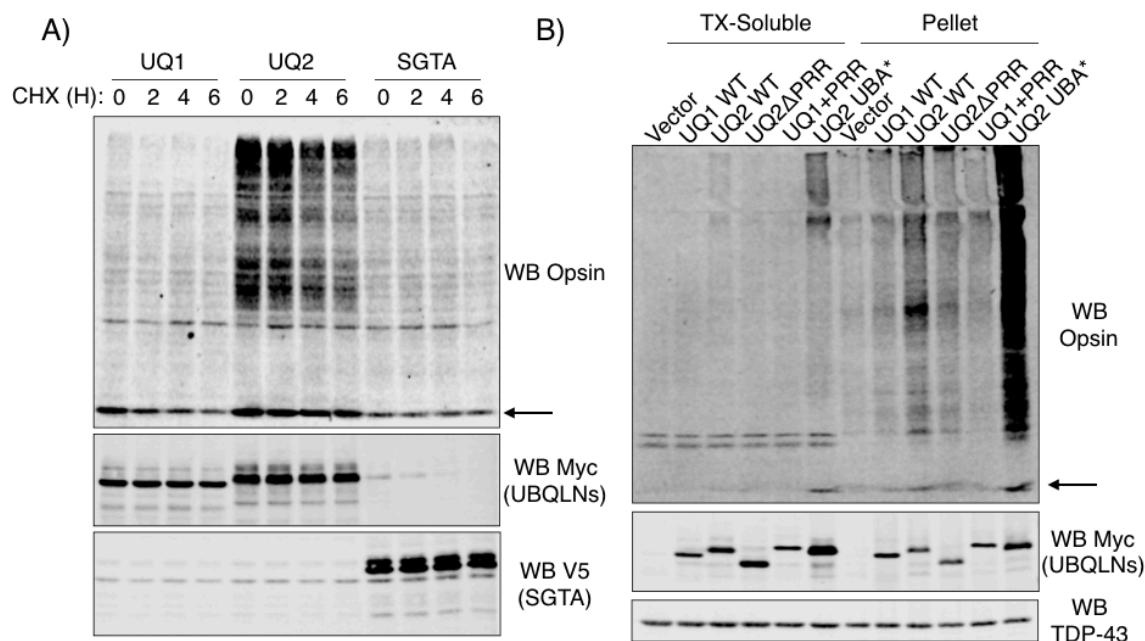 A)
UQ1 UQ2 SGTA
CHX (H): 0 2 4 6 0 2 4 6 0 2 4 6
WB Opsin
WB Myc
(UBQLNs)
WB V5
(SGTA)
B)
TX-Soluble Pellet
Vector UQ1 WT UQ2 WT UQ2ΔPRR UQ1+PRR UQ2 UBA* Vector UQ1 WT UQ2 WT UQ2ΔPRR UQ1+PRR UQ2 UBA*
WB
Opsin
WB Myc
(UBQLNs)
WB
TDP-43